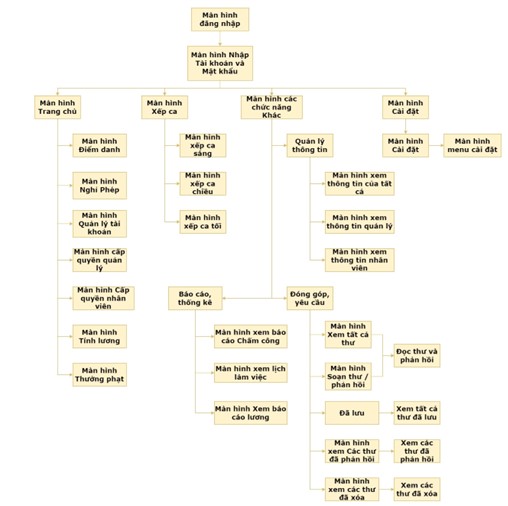 Màn hình
đăng nhập
Màn hình Nhập
Tài khoản và
Mật khẩu
Màn hình
Trang chủ
Màn hình
Xếp ca
Màn hình các
chức năng
Khác
Màn hình
Cài đặt
Màn hình
Điểm danh
Màn hình
Nghỉ Phép
Màn hình
Quản lý tài
khoản
Màn hình cấp
quyền quản
lý
Màn hình Cấp
quyền nhân
viên
Màn hình
Tính lương
Màn hình
Thưởng phạt
Màn hình
xếp ca
sáng
Màn hình
xếp ca
chiều
Màn hình
xếp ca tối
Quản lý
thông tin
Màn hình
Cài đặt
Màn hình
menu cài đặt
Màn hình xem
thông tin của tất
cả
Màn hình xem
thông tin quản lý
Màn hình xem
thông tin nhân
viên
Báo cáo,
thống kê
Đóng góp,
yêu cầu
Màn hình xem báo
cáo Chấm công
Màn hình xem lịch
làm việc
Màn hình Xem báo
cáo lương
Màn hình
Xem tất cả
thư
Màn hình
Soạn thư /
phản hồi
Đọc thư và
phản hồi
Đã lưu
Xem tất cả
thư đã lưu
Màn hình
xem Các thư
đã phản hồi
Xem các
thư đã
phản hồi
Màn hình
xem các thư
đã xóa
Xem các
thư đã xóa